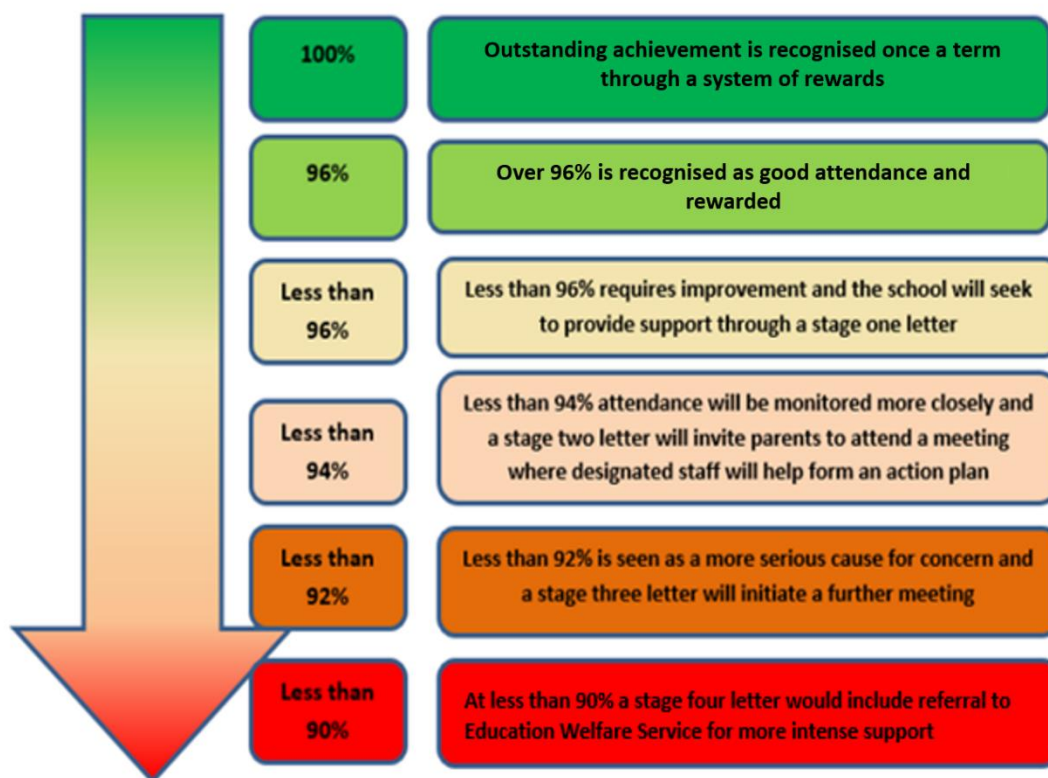 100%
Outstanding achievement is recognised once a term
through a system of rewards
96%
Over 96% is recognised as good attendance and
rewarded
Less than
96%
Less than 96% requires improvement and the school will seek
to provide support through a stage one letter
Less than
94%
Less than 94% attendance will be monitored more closely and
a stage two letter will invite parents to attend a meeting
where designated staff will help form an action plan
Less than
92%
Less than 92% is seen as a more serious cause for concern and
a stage three letter will initiate a further meeting
Less than
90%
At less than 90% a stage four letter would include referral to
Education Welfare Service for more intense support